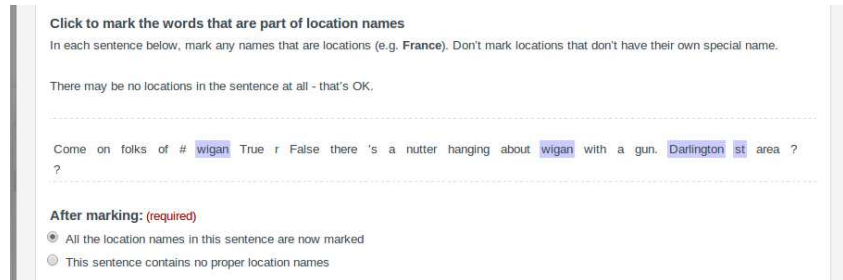 Click to mark the words that are part of location names
In each sentence below, mark any names that are locations (e.g. France). Don't mark locations that don't have their own special name.
There may be no locations in the sentence at all - that's OK.
Come on folks of # wigan True r False there 's a nutter hanging about wigan with a gun. Darlington st area ?
?
After marking: (required)
All the location names in this sentence are now marked
This sentence contains no proper location names